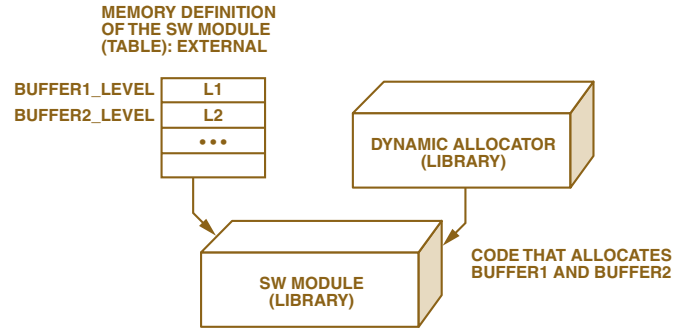 MEMORY DEFINITION
OF THE SW MODULE
(TABLE): EXTERNAL
BUFFER1_LEVEL L1
BUFFER2_LEVEL L2
•••
DYNAMIC ALLOCATOR
(LIBRARY)
CODE THAT ALLOCATES
BUFFER1 AND BUFFER2
SW MODULE
(LIBRARY)